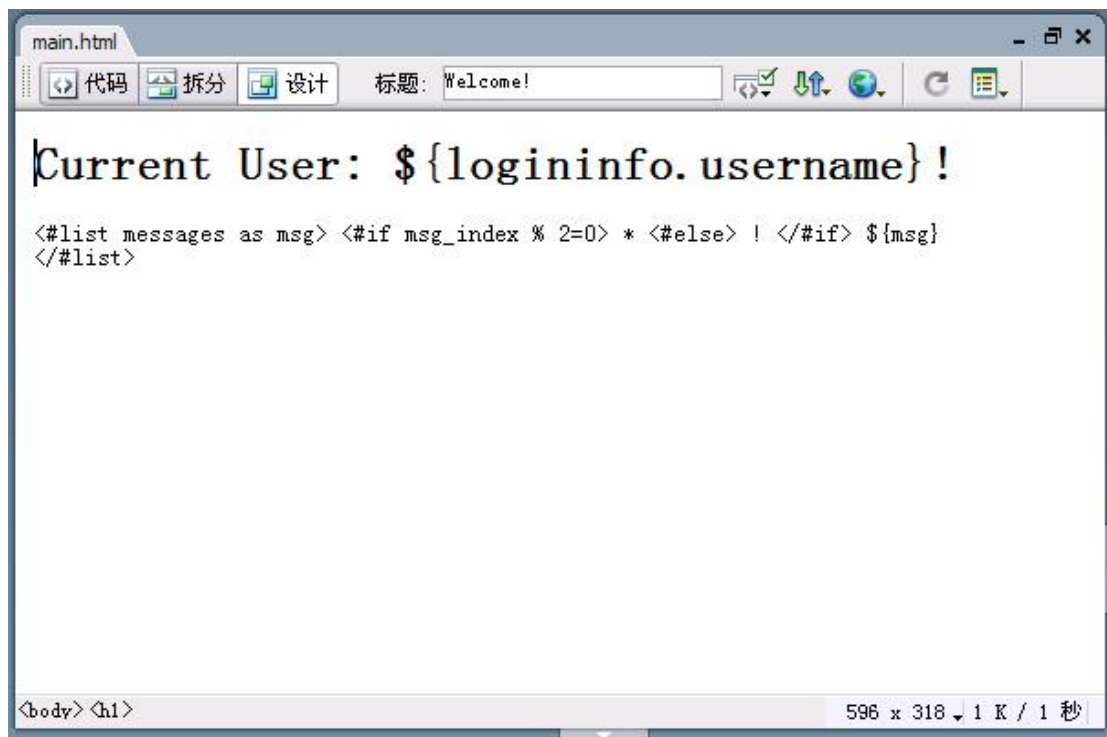 main.html
代码 拆分 设计 标题: Welcome!
Current User: ${logininfo.username}!
<#list messages as msg> <#if msg_index % 2=0> * <#else> ! </#if> ${msg}
</#list>
<body> <h1> 596 x 318 1 K / 1 秒